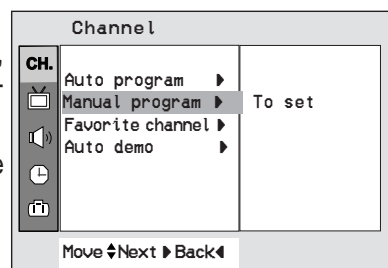 Channel
CH.
Auto program ▶
Manual program ▶ To set
Favorite channel ▶
Auto demo ▶
Move ▲▼ Next ▶ Back ◀